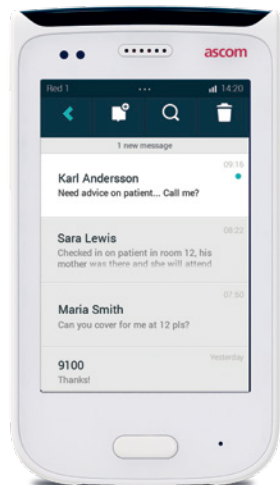 ascom
Red 1 ... 14:20
1 new message
09:15
Karl Andersson
Need advice on patient... Call me?
08:22
Sara Lewis
Checked in on patient in room 12, his
mother was there and she will attend
07:50
Maria Smith
Can you cover for me at 12 pls?
Yesterday
9100
Thanks!